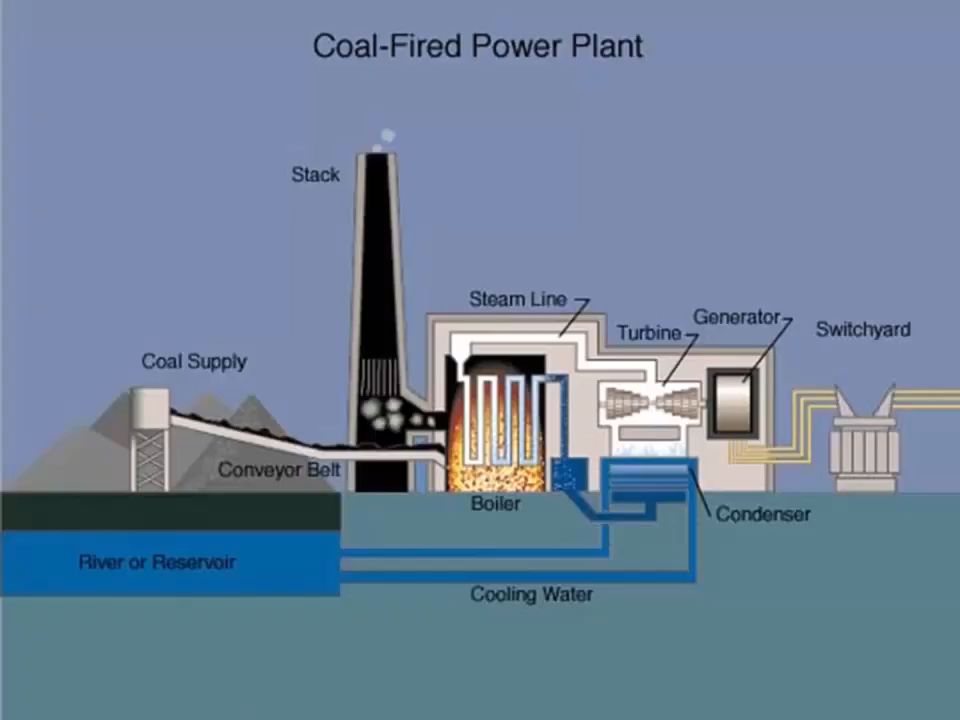 Coal-Fired Power Plant
Stack
Steam Line
Generator
Turbine
Switchyard
Coal Supply
Conveyor Belt
Boiler
Condenser
River or Reservoir
Cooling Water